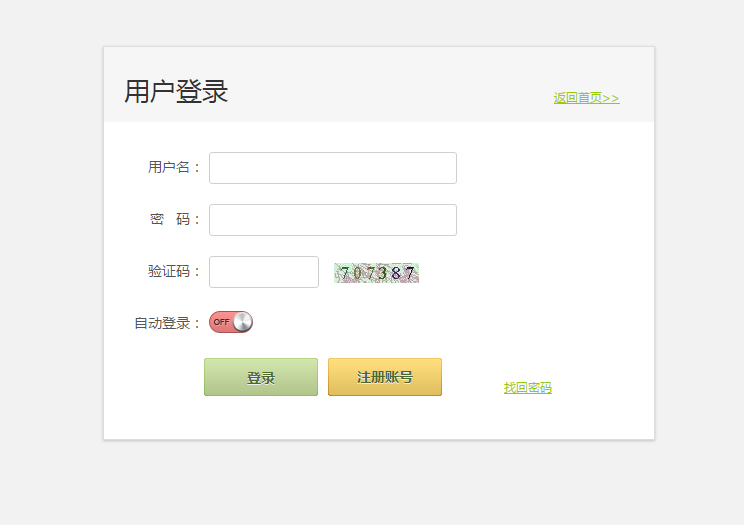 用户登录
返回首页>>
用户名：
密 码：
验证码：
707387
自动登录：
OFF
登录
注册账号
找回密码